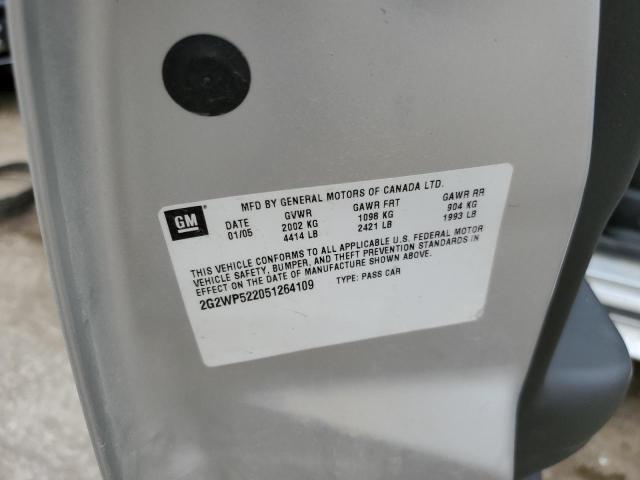 MFD BY GENERAL MOTORS OF CANADA LTD.
GM
DATE GVWR GAWR FRT GAWR RR
01/05 2002 KG 1098 KG 904 KG
4414 LB 2421 LB 1993 LB
THIS VEHICLE CONFORMS TO ALL APPLICABLE U.S. FEDERAL MOTOR
VEHICLE SAFETY, BUMPER, AND THEFT PREVENTION STANDARDS IN
EFFECT ON THE DATE OF MANUFACTURE SHOWN ABOVE.
2G2WP522051264109 TYPE: PASS CAR